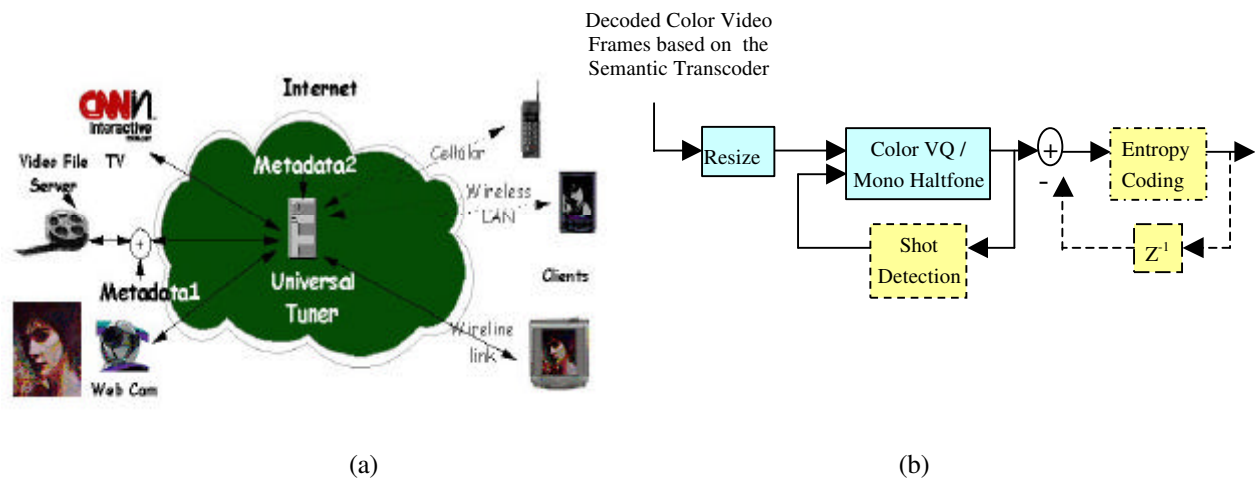 Decoded Color Video
Frames based on the
Semantic Transcoder
Internet
CNNiN
Interactive
Video File TV
Server
Metadata2
Cellular
Wireless
LAN
Metadata1
Universal
Tuner
Clients
Wireline
link
Web Cam
Resize
Color VQ /
Mono Haltfone
+
-
Entropy
Coding
Shot
Detection
Z-1
+
(a)
(b)